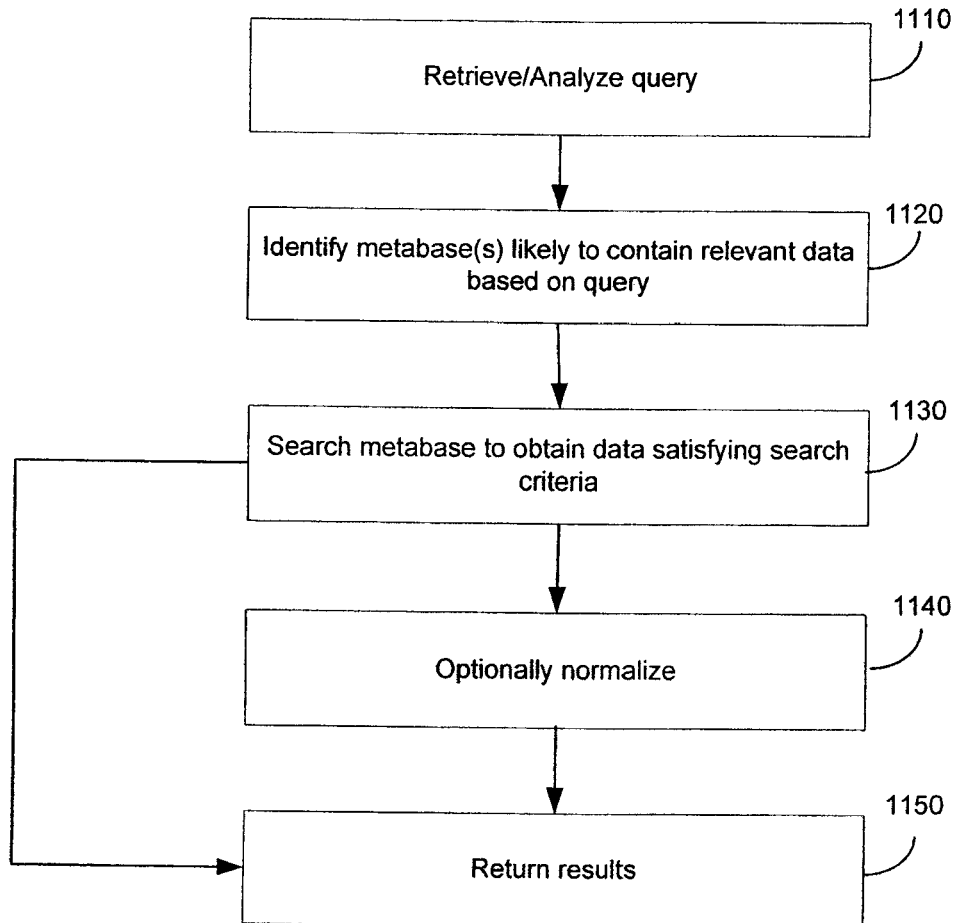 1110
Retrieve/Analyze query
1120
Identify metabase(s) likely to contain relevant data
based on query
1130
Search metabase to obtain data satisfying search
criteria
1140
Optionally normalize
1150
Return results